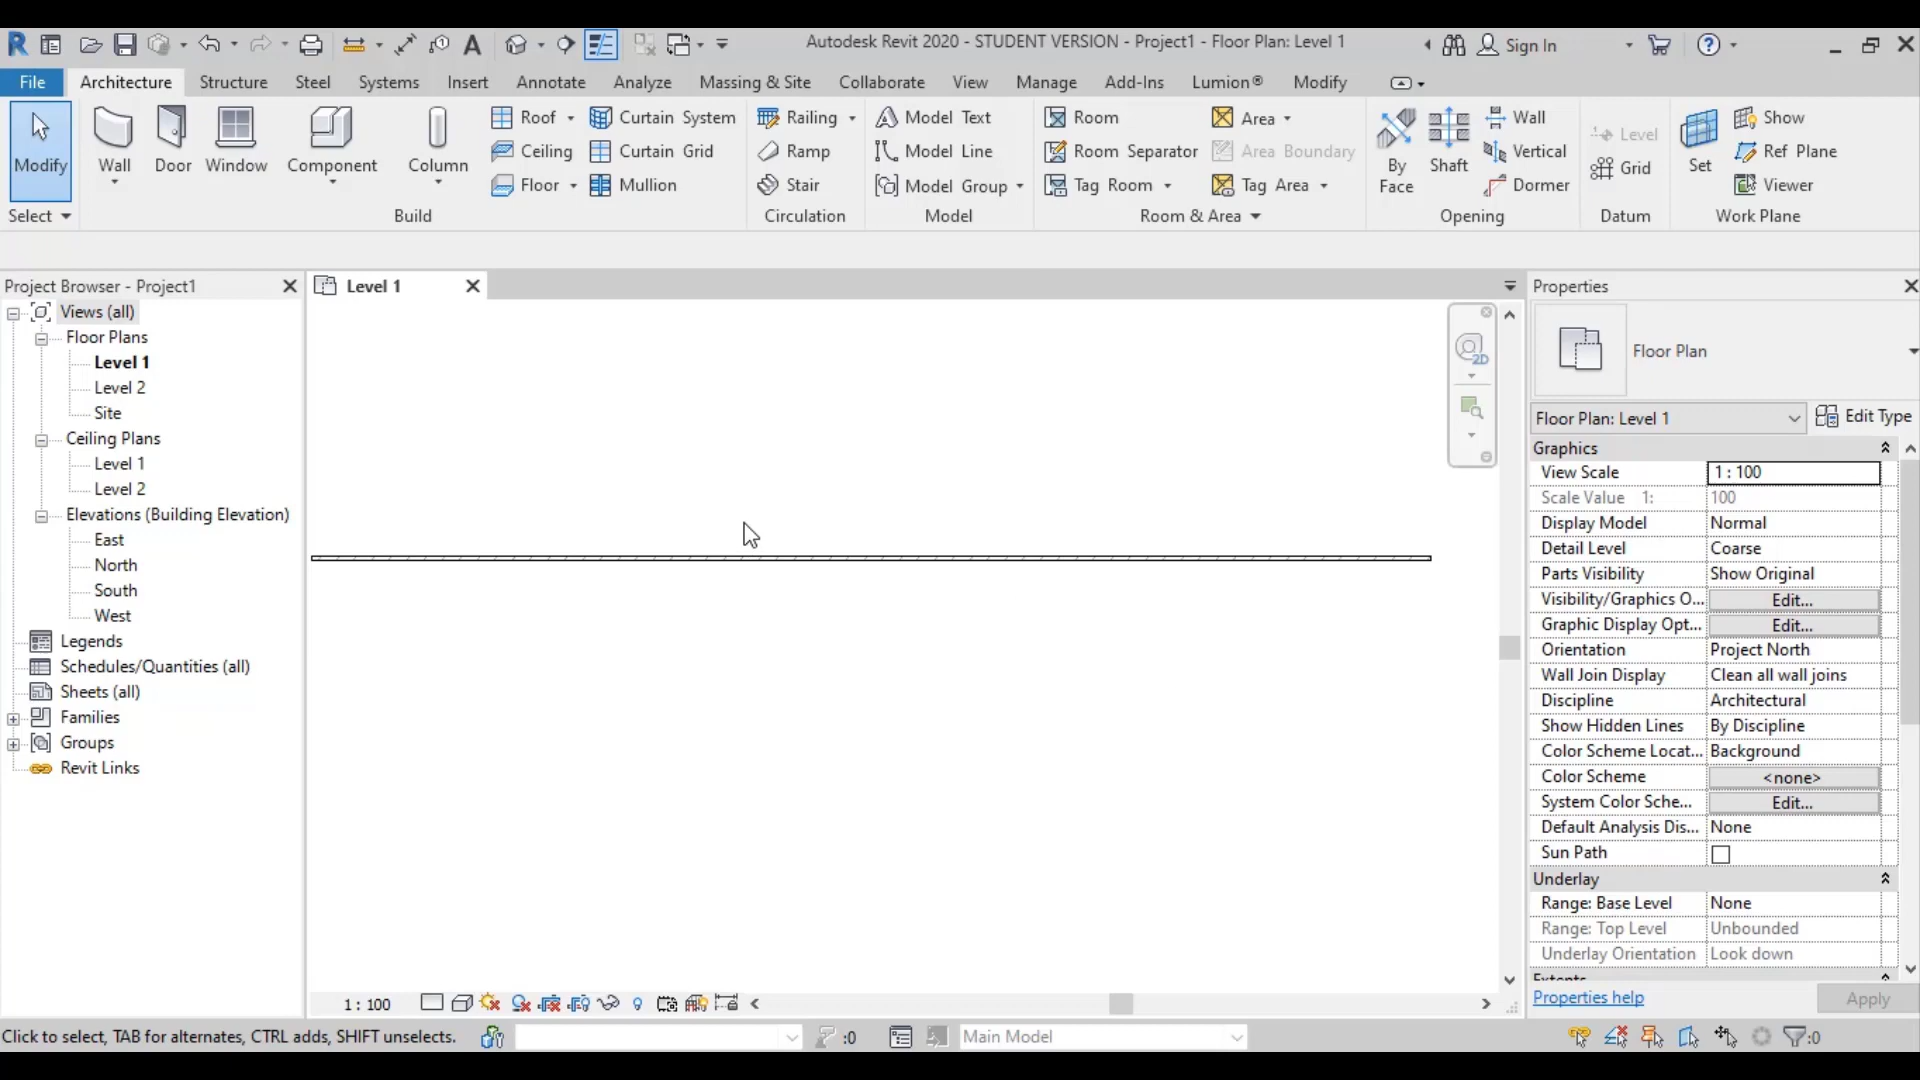 Autodesk Revit 2020 - STUDENT VERSION - Project1 - Floor Plan: Level 1
Sign In
File Architecture Structure Steel Systems Insert Annotate Analyze Massing & Site Collaborate View Manage Add-Ins Lumion® Modify
Modify
Wall
Door
Window
Component
Column
Roof
Ceiling
Floor
Curtain System
Curtain Grid
Mullion
Railing
Ramp
Stair
Model Text
Model Line
Model Group
Room
Room Separator
Tag Room
Area
Area Boundary
Tag Area
By Face
Shaft
Wall
Vertical
Dormer
Level
Grid
Set
Show
Ref Plane
Viewer
Select Build Circulation Model Room & Area Opening Datum Work Plane
Project Browser - Project1
Views (all)
Floor Plans
Level 1
Level 2
Site
Ceiling Plans
Level 1
Level 2
Elevations (Building Elevation)
East
North
South
West
Legends
Schedules/Quantities (all)
Sheets (all)
Families
Groups
Revit Links
Level 1
2D
Properties
Floor Plan
Floor Plan: Level 1 Edit Type
Graphics
View Scale 1 : 100
Scale Value 1: 100
Display Model Normal
Detail Level Coarse
Parts Visibility Show Original
Visibility/Graphics O... Edit...
Graphic Display Opt... Edit...
Orientation Project North
Wall Join Display Clean all wall joins
Discipline Architectural
Show Hidden Lines By Discipline
Color Scheme Locat... Background
Color Scheme <none>
System Color Sche... Edit...
Default Analysis Dis... None
Sun Path
Underlay
Range: Base Level None
Range: Top Level Unbounded
Underlay Orientation Look down
Extents
Properties help Apply
1 : 100
Click to select, TAB for alternates, CTRL adds, SHIFT unselects. :0 Main Model :0